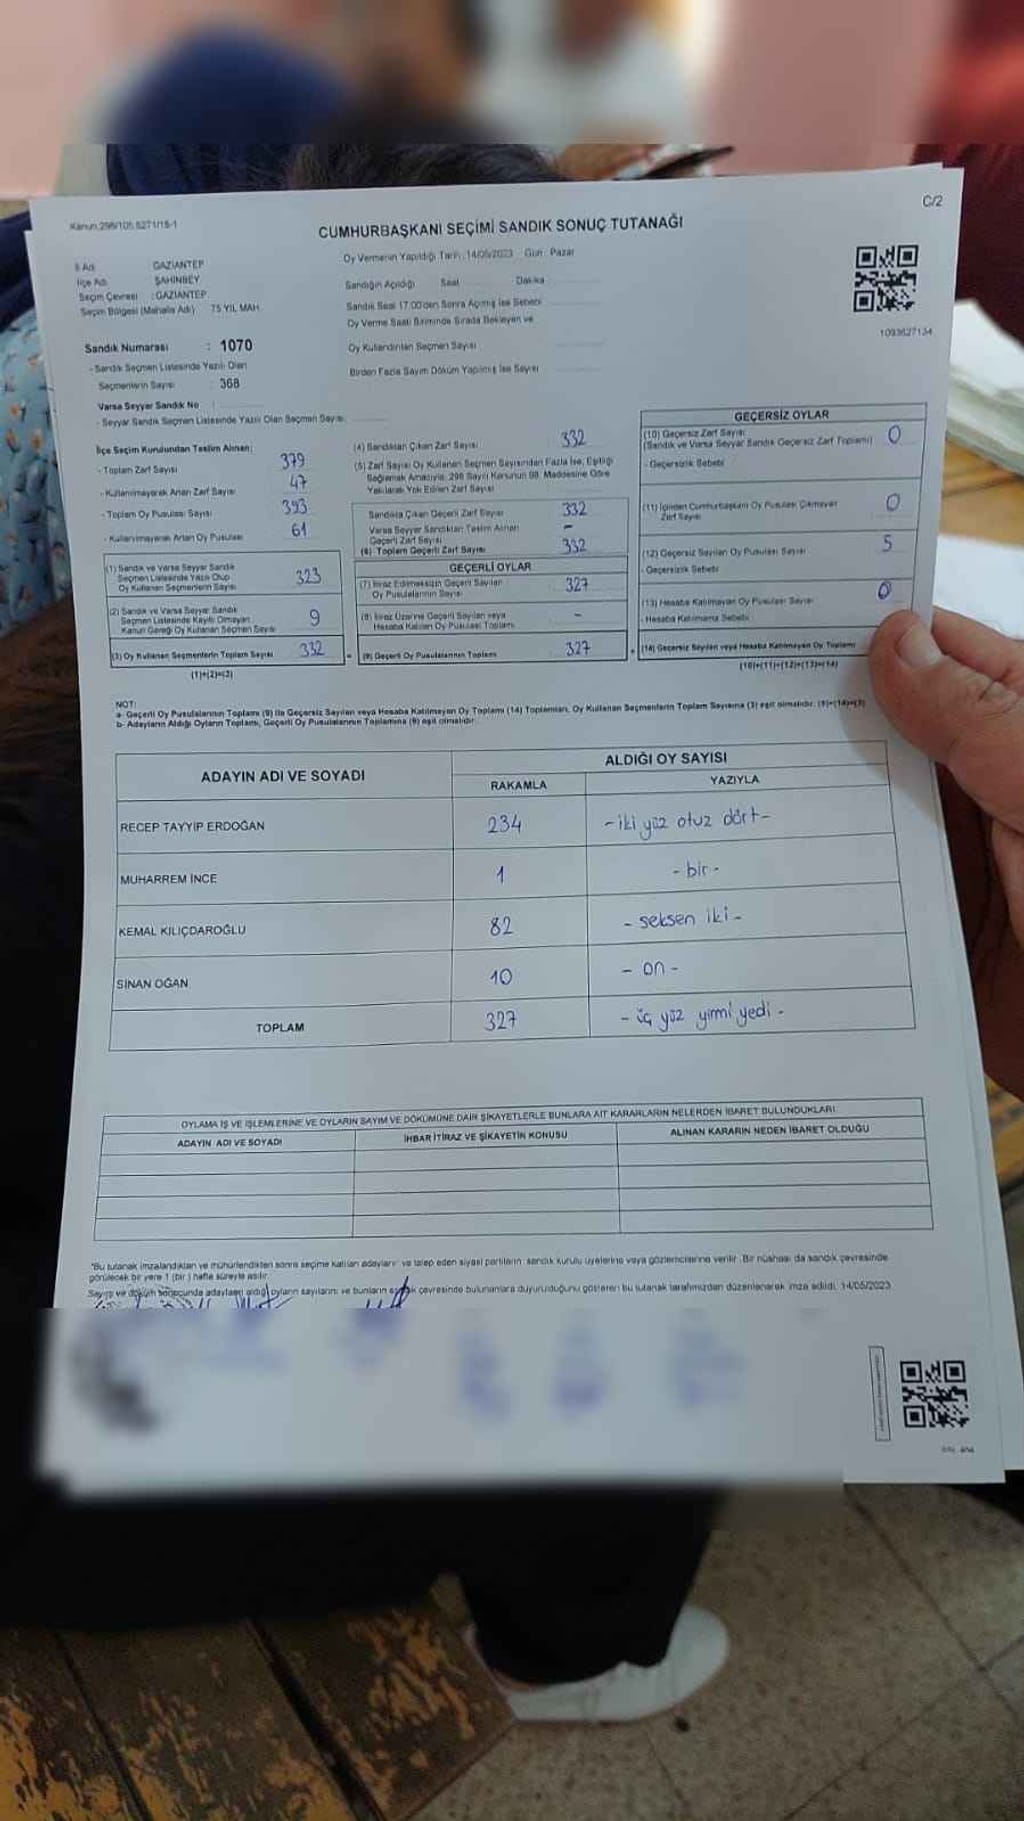 C/2
Kanun:298/105,6271/16-1
CUMHURBAŞKANI SEÇİMİ SANDIK SONUÇ TUTANAĞI
Oy Vermenin Yapıldığı Tarih :14/05/2023 Gün : Pazar
İl Adı GAZİANTEP
İlçe Adı ŞAHİNBEY
Seçim Çevresi : GAZİANTEP
Seçim Bölgesi (Mahalle Adı) 75 YIL MAH.
Sandığın Açıldığı Saat Dakika
Sandık Saat 17:00'den Sonra Açılmış İse Sebebi
Oy Verme Saati Bitiminde Sırada Bekleyen ve
Oy Kullandırılan Seçmen Sayısı
Birden Fazla Sayım Döküm Yapılmış İse Sayısı
1093627134
Sandık Numarası : 1070
- Sandık Seçmen Listesinde Yazılı Olan
Seçmenlerin Sayısı : 368
Varsa Seyyar Sandık No
- Seyyar Sandık Seçmen Listesinde Yazılı Olan Seçmen Sayısı
İlçe Seçim Kurulundan Teslim Alınan:
- Toplam Zarf Sayısı 379
- Kullanılmayarak Artan Zarf Sayısı 47
- Toplam Oy Pusulası Sayısı 393
- Kullanılmayarak Artan Oy Pusulası 61
(1) Sandık ve Varsa Seyyar Sandık
Seçmen Listesinde Yazılı Olup
Oy Kullanan Seçmenlerin Sayısı 323
(2) Sandık ve Varsa Seyyar Sandık
Seçmen Listesinde Kayıtlı Olmayan
Kanun Gereği Oy Kullanan Seçmen Sayısı 9
(3) Oy Kullanan Seçmenlerin Toplam Sayısı 332
(1)+(2)=(3)
(4) Sandıktan Çıkan Zarf Sayısı 332
(5) Zarf Sayısı Oy Kullanan Seçmen Sayısından Fazla İse, Eşitliği
Sağlamak Amacıyla; 298 Sayılı Kanunun 98. Maddesine Göre
Yakılarak Yok Edilen Zarf Sayısı
Sandıkta Çıkan Geçerli Zarf Sayısı 332
Varsa Seyyar Sandıktan Teslim Alınan
Geçerli Zarf Sayısı -
(6) Toplam Geçerli Zarf Sayısı 332
GEÇERLİ OYLAR
(7) İtiraz Edilmeksizin Geçerli Sayılan
Oy Pusulalarının Sayısı 327
(8) İtiraz Üzerine Geçerli Sayılan veya
Hesaba Katılan Oy Pusulası Toplamı -
(9) Geçerli Oy Pusulalarının Toplamı 327
GEÇERSİZ OYLAR
(10) Geçersiz Zarf Sayısı
(Sandık ve Varsa Seyyar Sandık Geçersiz Zarf Toplamı) 0
- Geçersizlik Sebebi
(11) İçinden Cumhurbaşkanı Oy Pusulası Çıkmayan
Zarf Sayısı 0
(12) Geçersiz Sayılan Oy Pusulası Sayısı 5
- Geçersizlik Sebebi
(13) Hesaba Katılmayan Oy Pusulası Sayısı 0
- Hesaba Katılmama Sebebi
(14) Geçersiz Sayılan veya Hesaba Katılmayan Oy Toplamı
(10)+(11)+(12)+(13)=(14)
NOT:
a- Geçerli Oy Pusulalarının Toplamı (9) ile Geçersiz Sayılan veya Hesaba Katılmayan Oy Toplamı (14) Toplamları, Oy Kullanan Seçmenlerin Toplam Sayısına (3) eşit olmalıdır. (9)+(14)=(3)
b- Adayların Aldığı Oyların Toplamı, Geçerli Oy Pusulalarının Toplamına (9) eşit olmalıdır.
ADAYIN ADI VE SOYADI ALDIĞI OY SAYISI
RAKAMLA YAZIYLA
RECEP TAYYİP ERDOĞAN 234 -iki yüz otuz dört-
MUHARREM İNCE 1 - bir -
KEMAL KILIÇDAROĞLU 82 - seksen iki -
SİNAN OĞAN 10 - on -
TOPLAM 327 - üç yüz yirmi yedi -
OYLAMA İŞ VE İŞLEMLERİNE VE OYLARIN SAYIM VE DÖKÜMÜNE DAİR ŞİKAYETLERLE BUNLARA AİT KARARLARIN NELERDEN İBARET BULUNDUKLARI
ADAYIN ADI VE SOYADI İHBAR İTİRAZ VE ŞİKAYETİN KONUSU ALINAN KARARIN NEDEN İBARET OLDUĞU
"Bu tutanak imzalandıktan ve mühürlendikten sonra seçime katılan adayların ve talep eden siyasi partilerin sandık kurulu üyelerine veya gözlemcilerine verilir. Bir nüshası da sandık çevresinde
görülecek bir yere 1 (bir) hafta süreyle asılır.
Sayım ve döküm sonucunda adayların aldığı oyların sayılarını ve bunların sandık çevresinde bulunanlara duyurulduğunu gösteren bu tutanak tarafımızdan düzenlenerek imza edildi. 14/05/2023